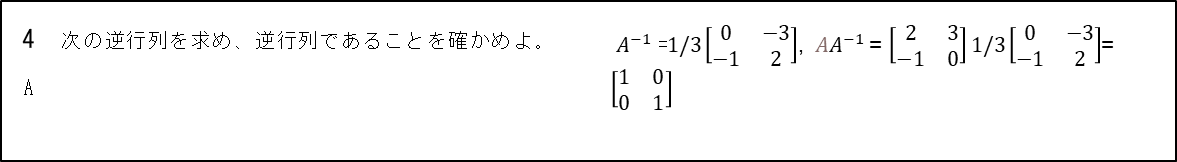 4 次の逆行列を求め、逆行列であることを確かめよ。
A
A⁻¹ =1/3[0 −3; −1 2], AA⁻¹ = [2 3; −1 0] 1/3[0 −3; −1 2]=
[1 0; 0 1]